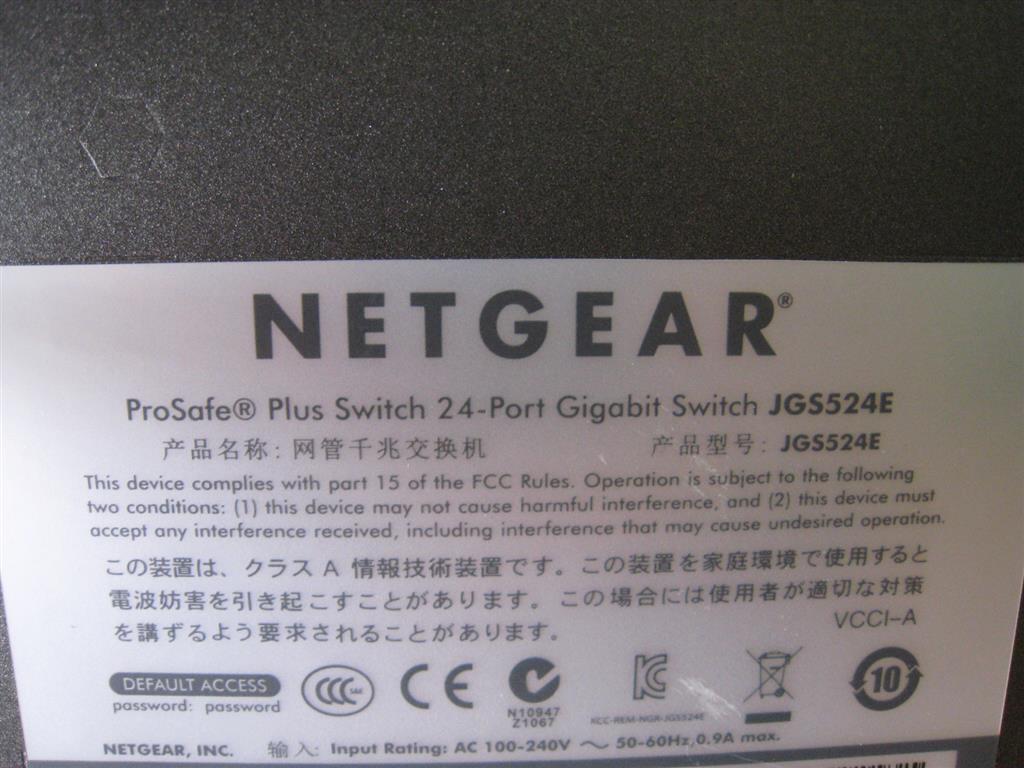 NETGEAR®
ProSafe® Plus Switch 24-Port Gigabit Switch JGS524E
产品名称: 网管千兆交换机 产品型号: JGS524E
This device complies with part 15 of the FCC Rules. Operation is subject to the following
two conditions: (1) this device may not cause harmful interference, and (2) this device must
accept any interference received, including interference that may cause undesired operation.
この装置は、クラス A 情報技術装置です。この装置を家庭環境で使用すると
電波妨害を引き起こすことがあります。この場合には使用者が適切な対策
を講ずるよう要求されることがあります。 VCCI-A
DEFAULT ACCESS
password: password
CCC S&E
CE
N10947
Z1067
KC
KCC-REM-NGR-JGS524E
10
NETGEAR, INC. 输入: Input Rating: AC 100-240V ~ 50-60Hz,0.9A max.